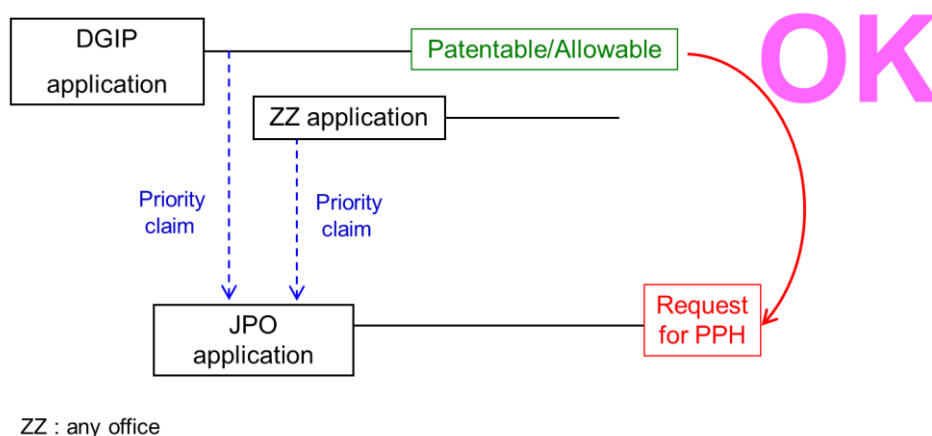 DGIP
application
Patentable/Allowable
OK
ZZ application
Priority
claim
Priority
claim
JPO
application
Request
for PPH
ZZ : any office